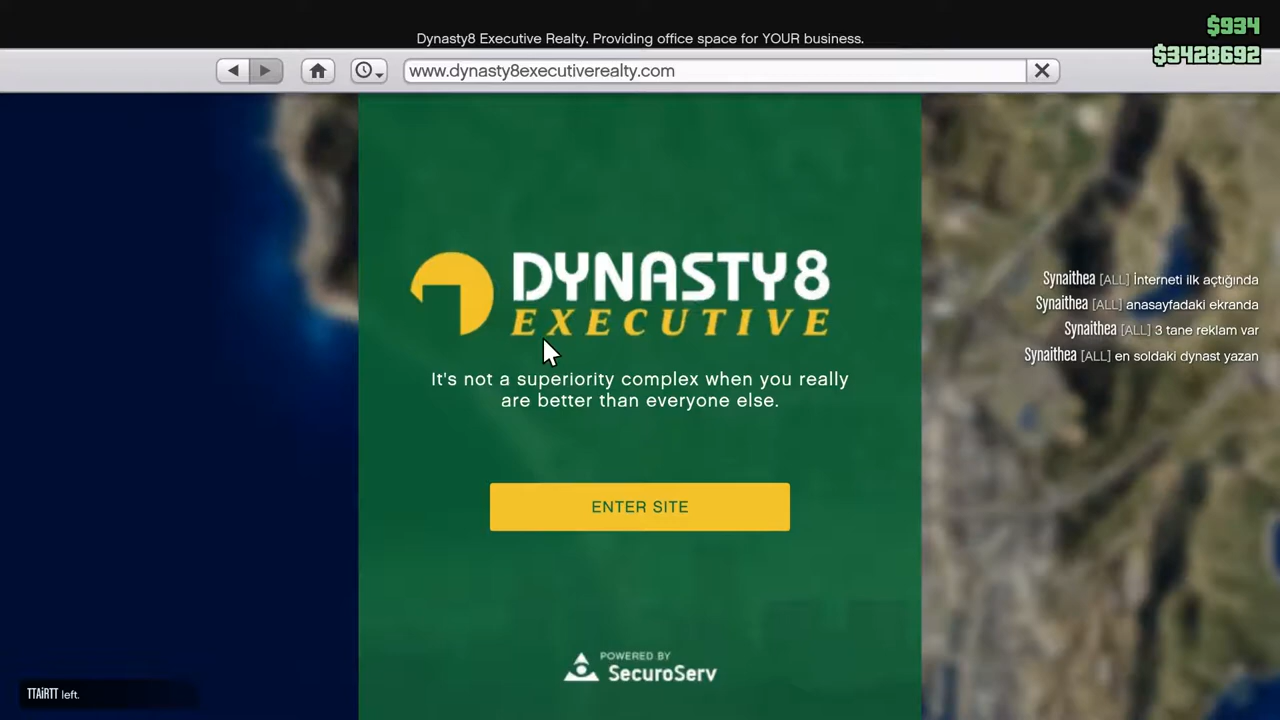 Dynasty8 Executive Realty. Providing office space for YOUR business.
$934
$3428692
www.dynasty8executiverealty.com
DYNASTY8
EXECUTIVE
It's not a superiority complex when you really
are better than everyone else.
ENTER SITE
POWERED BY
SecuroServ
Synaithea [ALL] İnterneti ilk açtığında
Synaithea [ALL] anasayfadaki ekranda
Synaithea [ALL] 3 tane reklam var
Synaithea [ALL] en soldaki dynast yazan
TTAiRTT left.